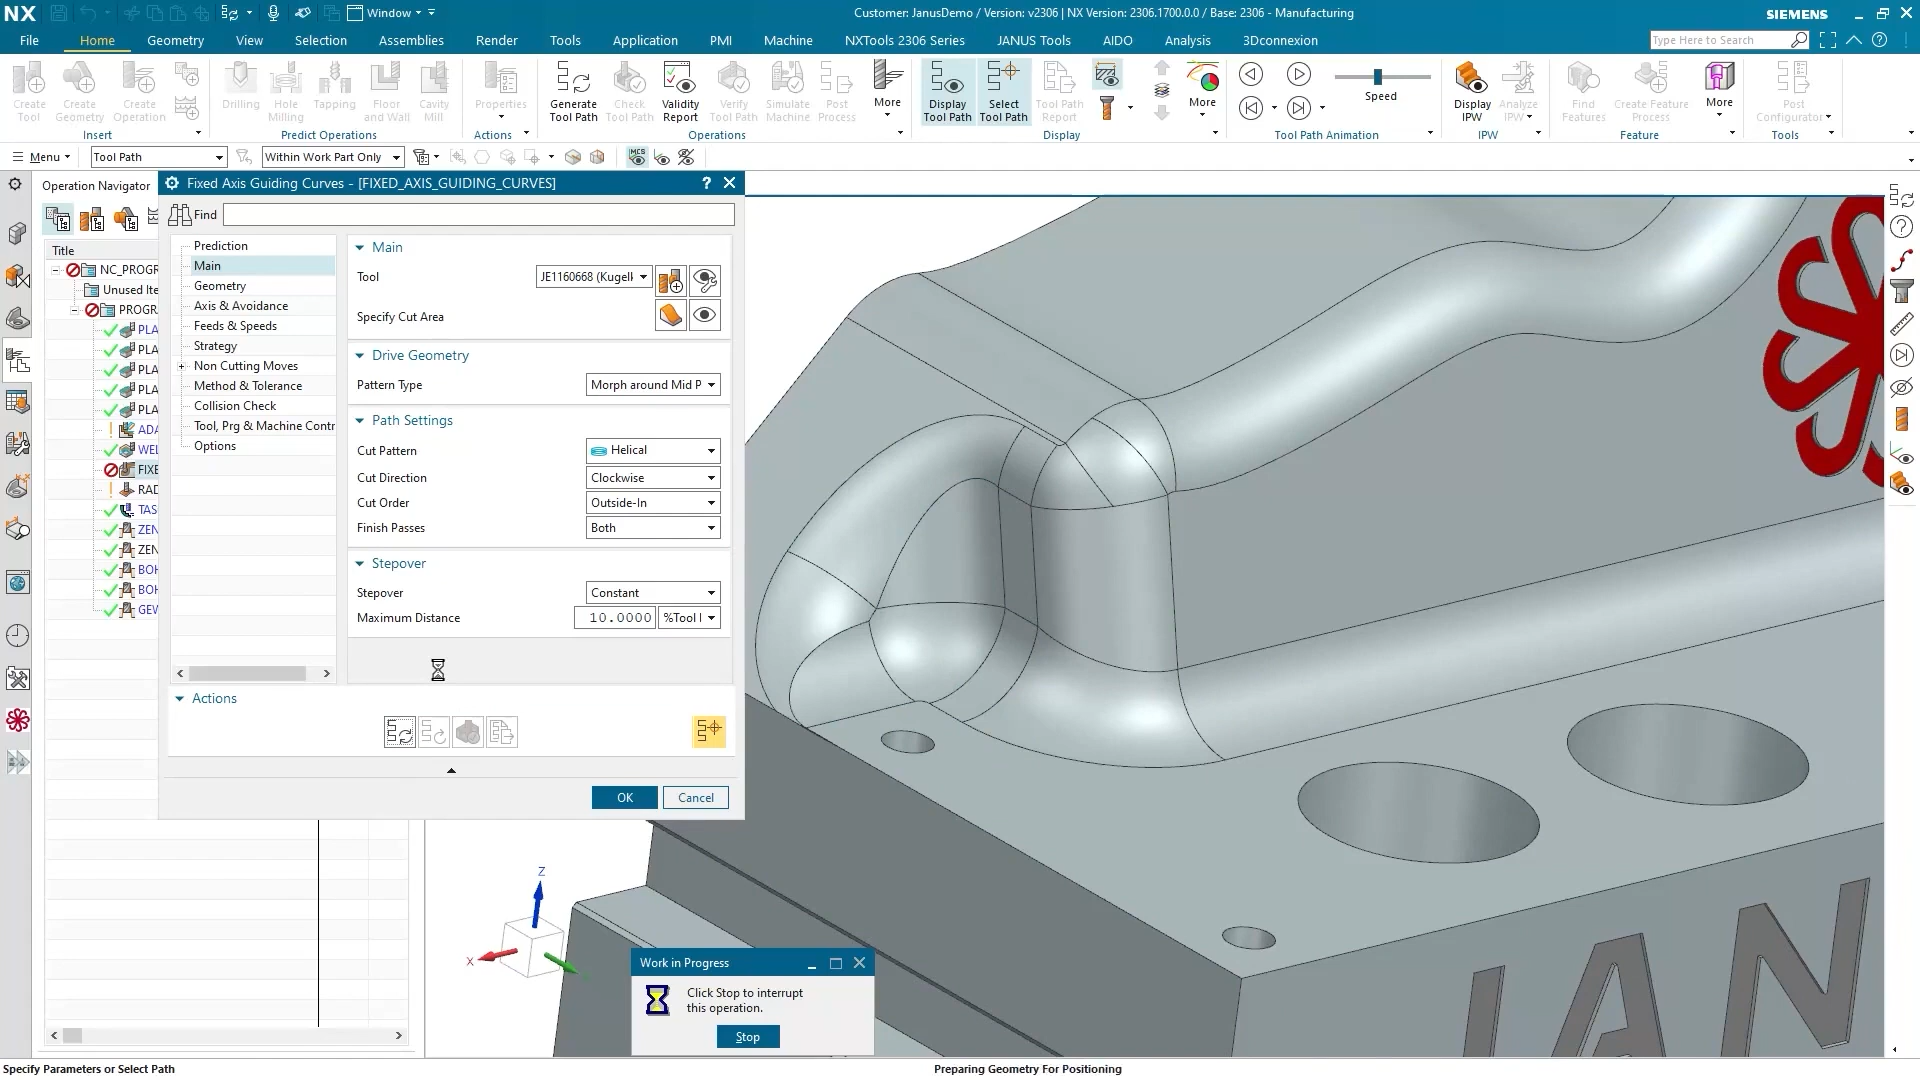 NX
Window
Customer: JanusDemo / Version: v2306 | NX Version: 2306.1700.0.0 / Base: 2306 - Manufacturing
SIEMENS
File Home Geometry View Selection Assemblies Render Tools Application PMI Machine NXTools 2306 Series JANUS Tools AIDO Analysis 3Dconnexion
Type Here to Search
Create Tool
Create Geometry
Create Operation
Insert
Drilling
Hole Milling
Tapping
Floor and Wall
Cavity Mill
Predict Operations
Properties
Actions
Generate Tool Path
Check Tool Path
Validity Report
Verify Tool Path
Simulate Machine
Post Process
More
Operations
Display Tool Path
Select Tool Path
Tool Path Report
More
Display
Speed
Tool Path Animation
Display IPW
Analyze IPW
IPW
Find Features
Create Feature Process
More
Feature
Post Configurator
Tools
Menu
Tool Path
Within Work Part Only
MCS
Operation Navigator
Title
NC_PROGR
Unused Ite
PROGR
PLA
PLA
PLA
PLA
PLA
ADA
WEL
FIXE
RAD
TAS
ZEN
ZEN
BOH
BOH
GEW
Fixed Axis Guiding Curves - [FIXED_AXIS_GUIDING_CURVES]
Find
Prediction
Main
Geometry
Axis & Avoidance
Feeds & Speeds
Strategy
Non Cutting Moves
Method & Tolerance
Collision Check
Tool, Prg & Machine Contr
Options
Main
Tool
JE1160668 (Kugelk
Specify Cut Area
Drive Geometry
Pattern Type
Morph around Mid P
Path Settings
Cut Pattern
Helical
Cut Direction
Clockwise
Cut Order
Outside-In
Finish Passes
Both
Stepover
Stepover
Constant
Maximum Distance
10.0000
%Tool
Actions
OK
Cancel
Z
X
Work in Progress
Click Stop to interrupt
this operation.
Stop
JAN
Specify Parameters or Select Path
Preparing Geometry For Positioning